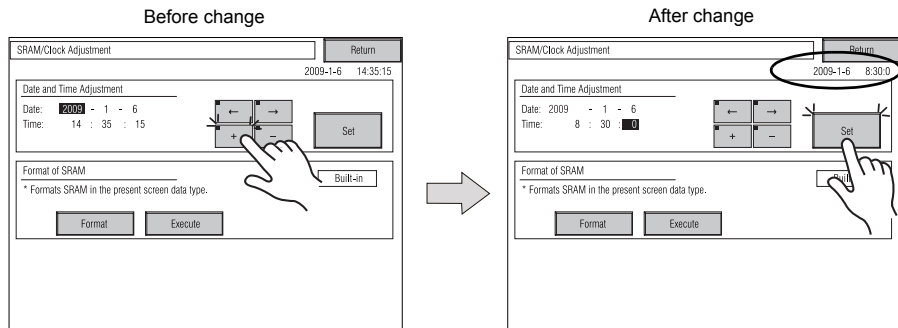 Before change
SRAM/Clock Adjustment
Return
2009-1-6 14:35:15
Date and Time Adjustment
Date: 2009 - 1 - 6
← →
Time: 14 : 35 : 15
+ −
Set
Format of SRAM
Built-in
* Formats SRAM in the present screen data type.
Format Execute
After change
SRAM/Clock Adjustment
Return
2009-1-6 8:30:0
Date and Time Adjustment
Date: 2009 - 1 - 6
← →
Time: 8 : 30 : 0
+ −
Set
Format of SRAM
* Formats SRAM in the present screen data type.
Format Execute